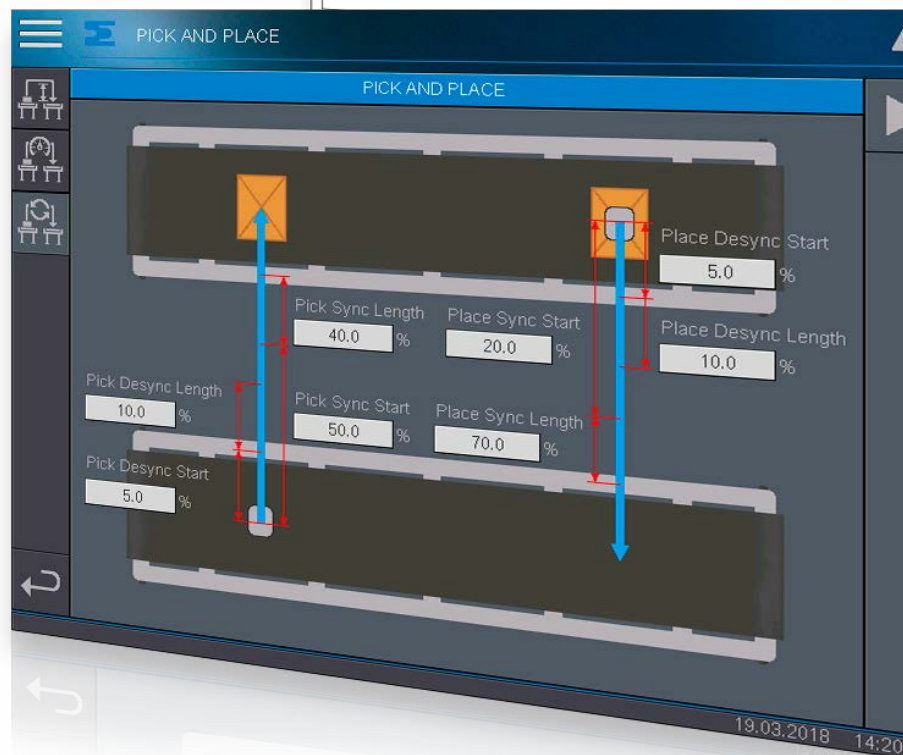 PICK AND PLACE
PICK AND PLACE
Place Desync Start
5.0 %
Pick Sync Length
40.0 %
Place Sync Start
20.0 %
Place Desync Length
10.0 %
Pick Desync Length
10.0 %
Pick Sync Start
50.0 %
Place Sync Length
70.0 %
Pick Desync Start
5.0 %
19.03.2018 14:20